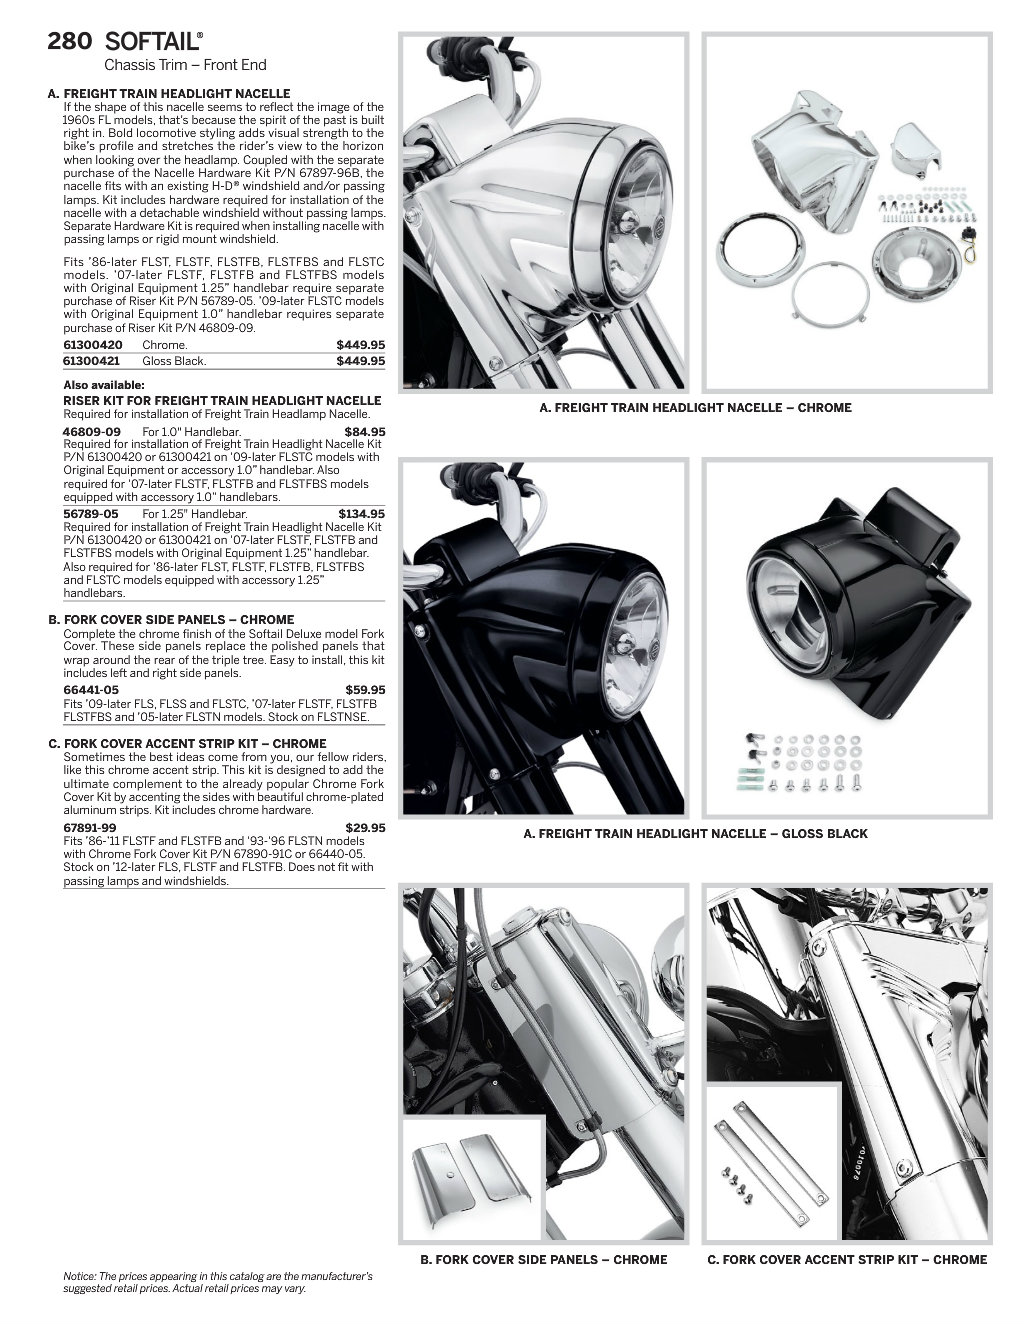 280 SOFTAIL®
Chassis Trim – Front End
A. FREIGHT TRAIN HEADLIGHT NACELLE
If the shape of this nacelle seems to reflect the image of the
1960s FL models, that's because the spirit of the past is built
right in. Bold locomotive styling adds visual strength to the
bike's profile and stretches the rider's view to the horizon
when looking over the headlamp. Coupled with the separate
purchase of the Nacelle Hardware Kit P/N 67897-96B, the
nacelle fits with an existing H-D® windshield and/or passing
lamps. Kit includes hardware required for installation of the
nacelle with a detachable windshield without passing lamps.
Separate Hardware Kit is required when installing nacelle with
passing lamps or rigid mount windshield.
Fits '86-later FLST, FLSTF, FLSTFB, FLSTFBS and FLSTC
models. '07-later FLSTF, FLSTFB and FLSTFBS models
with Original Equipment 1.25" handlebar require separate
purchase of Riser Kit P/N 56789-05. '09-later FLSTC models
with Original Equipment 1.0" handlebar requires separate
purchase of Riser Kit P/N 46809-09.
61300420 Chrome. $449.95
61300421 Gloss Black. $449.95
Also available:
RISER KIT FOR FREIGHT TRAIN HEADLIGHT NACELLE
Required for installation of Freight Train Headlamp Nacelle.
46809-09 For 1.0" Handlebar. $84.95
Required for installation of Freight Train Headlight Nacelle Kit
P/N 61300420 or 61300421 on '09-later FLSTC models with
Original Equipment or accessory 1.0" handlebar. Also
required for '07-later FLSTF, FLSTFB and FLSTFBS models
equipped with accessory 1.0" handlebars.
56789-05 For 1.25" Handlebar. $134.95
Required for installation of Freight Train Headlight Nacelle Kit
P/N 61300420 or 61300421 on '07-later FLSTF, FLSTFB and
FLSTFBS models with Original Equipment 1.25" handlebar.
Also required for '86-later FLST, FLSTF, FLSTFB, FLSTFBS
and FLSTC models equipped with accessory 1.25"
handlebars.
B. FORK COVER SIDE PANELS – CHROME
Complete the chrome finish of the Softail Deluxe model Fork
Cover. These side panels replace the polished panels that
wrap around the rear of the triple tree. Easy to install, this kit
includes left and right side panels.
66441-05 $59.95
Fits '09-later FLS, FLSS and FLSTC, '07-later FLSTF, FLSTFB
FLSTFBS and '05-later FLSTN models. Stock on FLSTNSE.
C. FORK COVER ACCENT STRIP KIT – CHROME
Sometimes the best ideas come from you, our fellow riders,
like this chrome accent strip. This kit is designed to add the
ultimate complement to the already popular Chrome Fork
Cover Kit by accenting the sides with beautiful chrome-plated
aluminum strips. Kit includes chrome hardware.
67891-99 $29.95
Fits '86-'11 FLSTF and FLSTFB and '93-'96 FLSTN models
with Chrome Fork Cover Kit P/N 67890-91C or 66440-05.
Stock on '12-later FLS, FLSTF and FLSTFB. Does not fit with
passing lamps and windshields.
A. FREIGHT TRAIN HEADLIGHT NACELLE – CHROME
A. FREIGHT TRAIN HEADLIGHT NACELLE – GLOSS BLACK
B. FORK COVER SIDE PANELS – CHROME
C. FORK COVER ACCENT STRIP KIT – CHROME
Notice: The prices appearing in this catalog are the manufacturer's
suggested retail prices. Actual retail prices may vary.